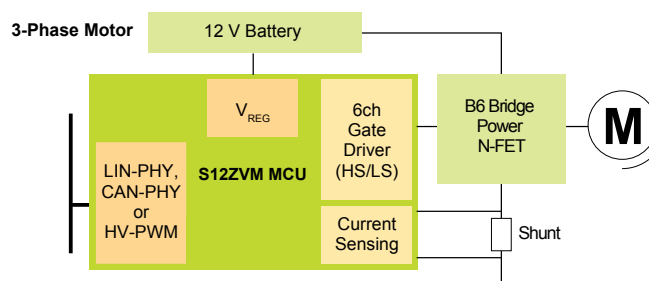 3-Phase Motor
12 V Battery
VREG
6ch
Gate
Driver
(HS/LS)
B6 Bridge
Power
N-FET
M
LIN-PHY,
CAN-PHY
or
HV-PWM
S12ZVM MCU
Current
Sensing
Shunt